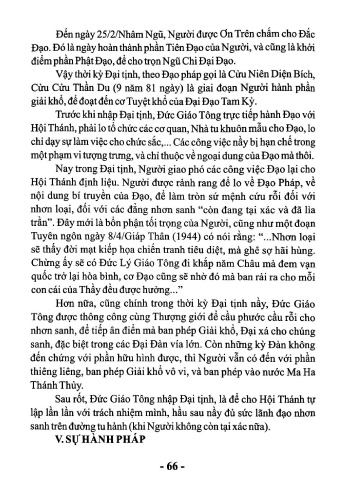 Đến ngày 25/2/Nhâm Ngũ, Người được Ơn Trên chấm cho Đắc
Đạo. Đó là ngày hoàn thành phần Tiên Đạo của Người, và cũng là khởi
điểm phần Phật Đạo, để cho trọn Ngũ Chi Đại Đạo.
Vậy thời kỳ Đại tịnh, theo Đạo pháp gọi là Cửu Niên Diện Bích,
Cửu Cửu Thần Du (9 năm 81 ngày) là giai đoạn Người hành phần
giải khổ, để đoạt đến cơ Tuyệt khổ của Đại Đạo Tam Kỳ.
Trước khi nhập Đại tịnh, Đức Giáo Tông trực tiếp hành Đạo với
Hội Thánh, phải lo tổ chức các cơ quan, Nhà tu khuôn mẫu cho Đạo, lo
chỉ dạy sự làm việc cho chức sắc,... Các công việc nầy bị hạn chế trong
một phạm vi tượng trưng, và chỉ thuộc về ngoại dung của Đạo mà thôi.
Nay trong Đại tịnh, Người giao phó các công việc Đạo lại cho
Hội Thánh định liệu. Người được rảnh rang để lo về Đạo Pháp, về
nội dung bí truyền của Đạo, để làm tròn sứ mệnh cứu rỗi đối với
nhơn loại, đối với các đẳng nhơn sanh “còn đang tại xác và đã lìa
trần”. Đây mới là bổn phận tối trọng của Người, cũng như một đoạn
Tuyên ngôn ngày 8/4/Giáp Thân (1944) có nói rằng: “...Nhơn loại
sẽ thấy đời mạt kiếp họa chiến tranh tiêu diệt, mà ghê sợ hãi hùng.
Chừng ấy sẽ có Đức Lý Giáo Tông đi khắp năm Châu mà đem vạn
quốc trở lại hòa bình, cơ Đạo cũng sẽ nhờ đó mà ban rải ra cho mỗi
con cái của Thầy đều được hưởng...”
Hơn nữa, cũng chính trong thời kỳ Đại tịnh nầy, Đức Giáo
Tông được thông công cùng Thượng giới để cầu phước cầu rỗi cho
nhơn sanh, để tiếp ân điển mà ban phép Giải khổ, Đại xá cho chúng
sanh, đặc biệt trong các Đại Đàn vía lớn. Còn những kỳ Đàn không
đến chứng với phần hữu hình được, thì Người vẫn có đến với phần
thiêng liêng, ban phép Giải khổ vô vi, và ban phép vào nước Ma Ha
Thánh Thủy.
Sau rốt, Đức Giáo Tông nhập Đại tịnh, là để cho Hội Thánh tự
lập lần lần với trách nhiệm mình, hầu sau nầy đủ sức lãnh đạo nhơn
sanh trên đường tu hành (khi Người không còn tại xác nữa).
V. SỰ HÀNH PHÁP
- 66 -